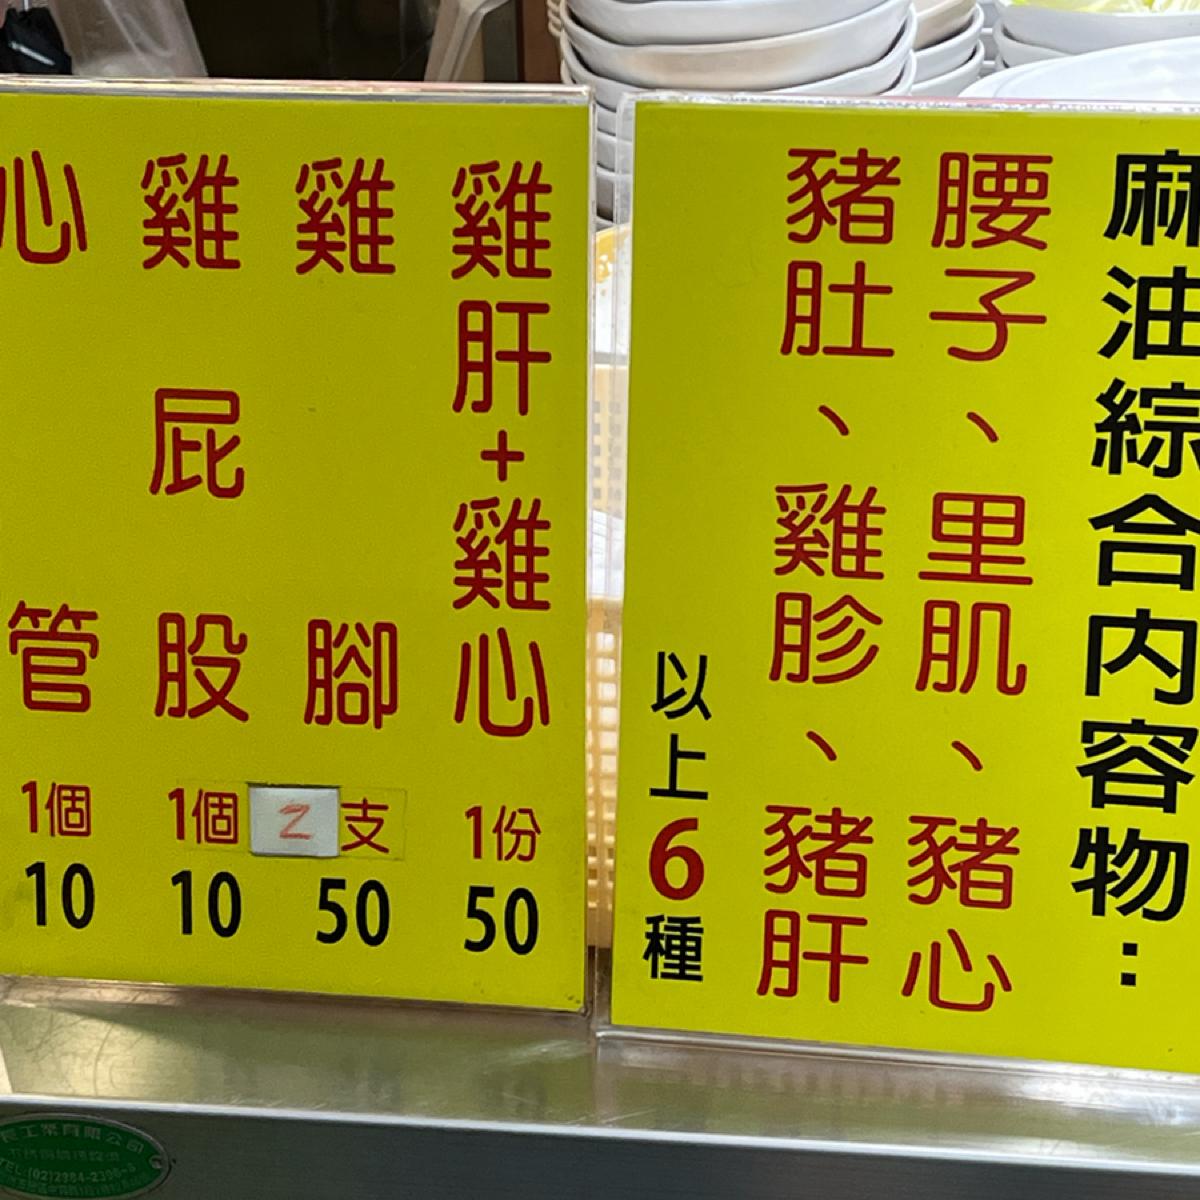 雞肝+雞心 1份 50
雞腳 2支 50
雞屁股 1個 10
心管 1個 10
麻油綜合內容物：
腰子、里肌、豬心
豬肚、雞胗、豬肝
以上6種